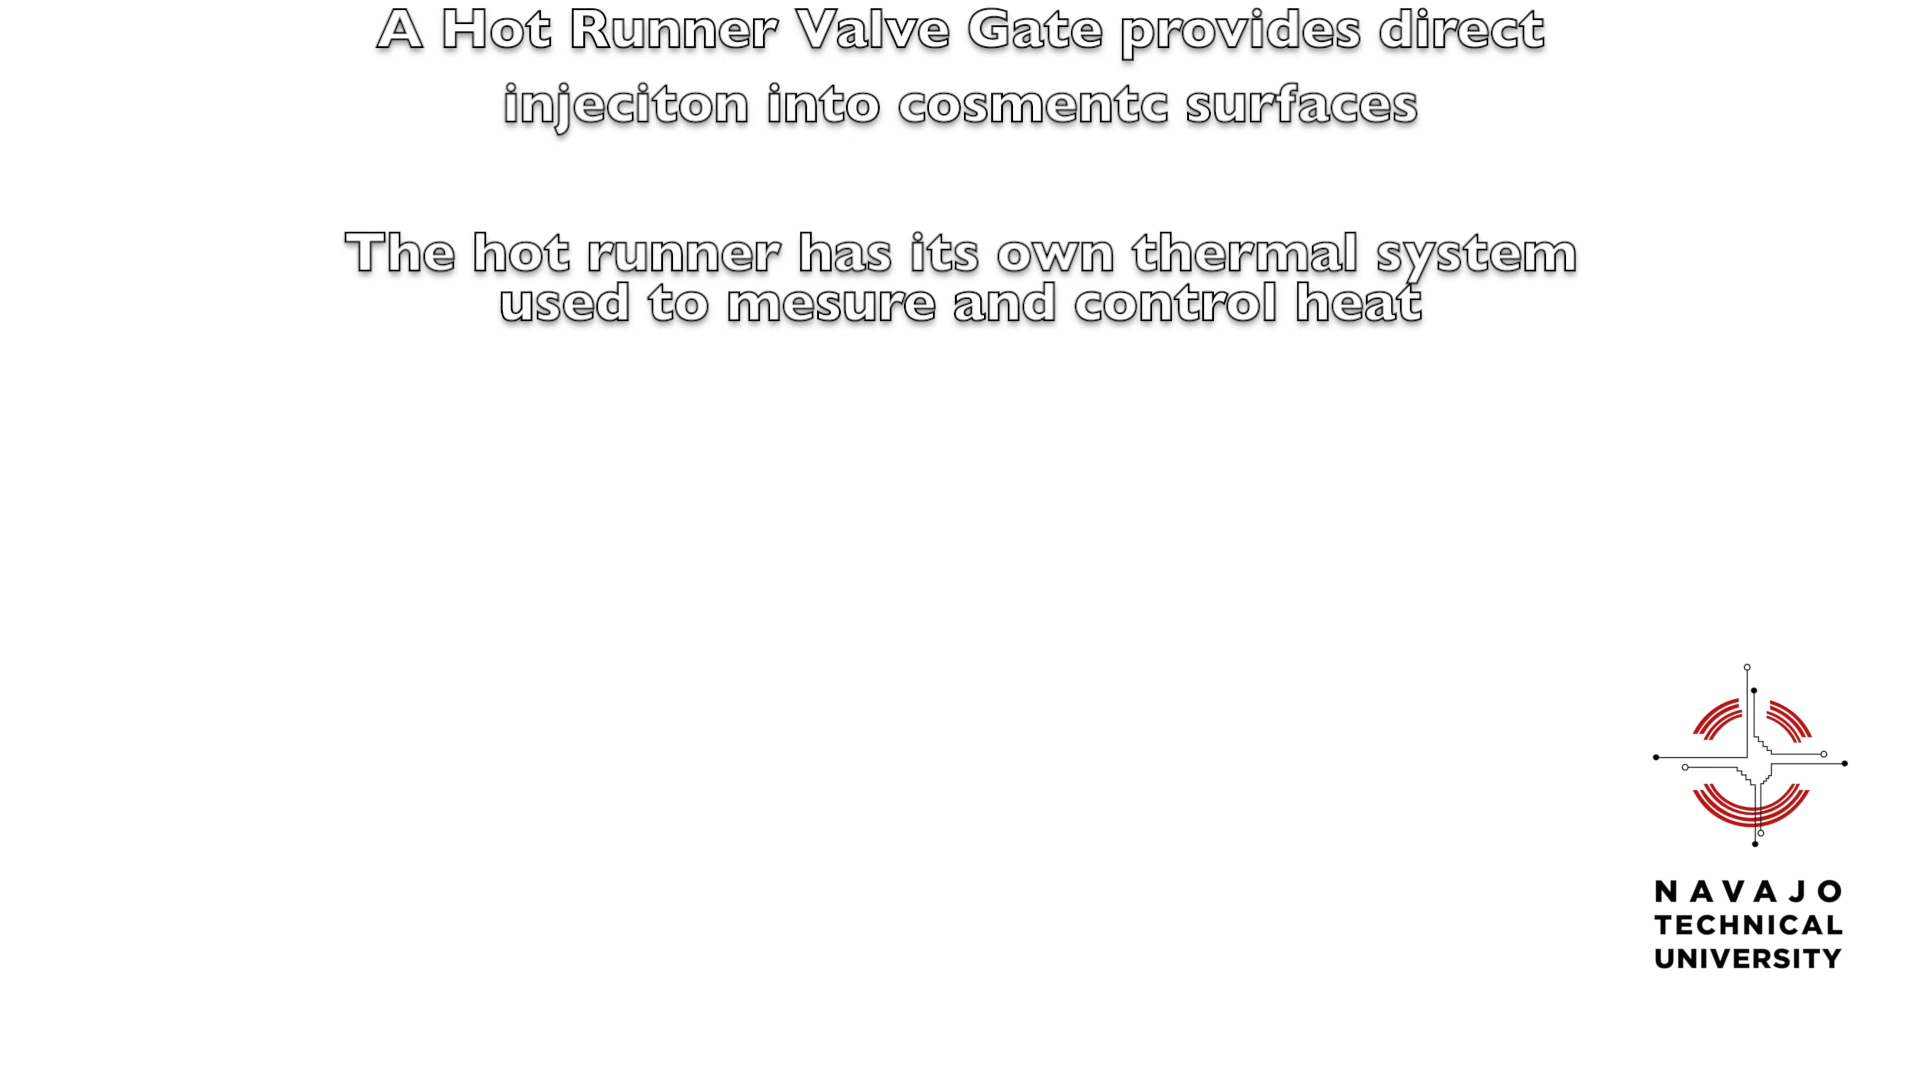 A Hot Runner Valve Gate provides direct
injeciton into cosmentc surfaces
The hot runner has its own thermal system
used to mesure and control heat
NAVAJO
TECHNICAL
UNIVERSITY